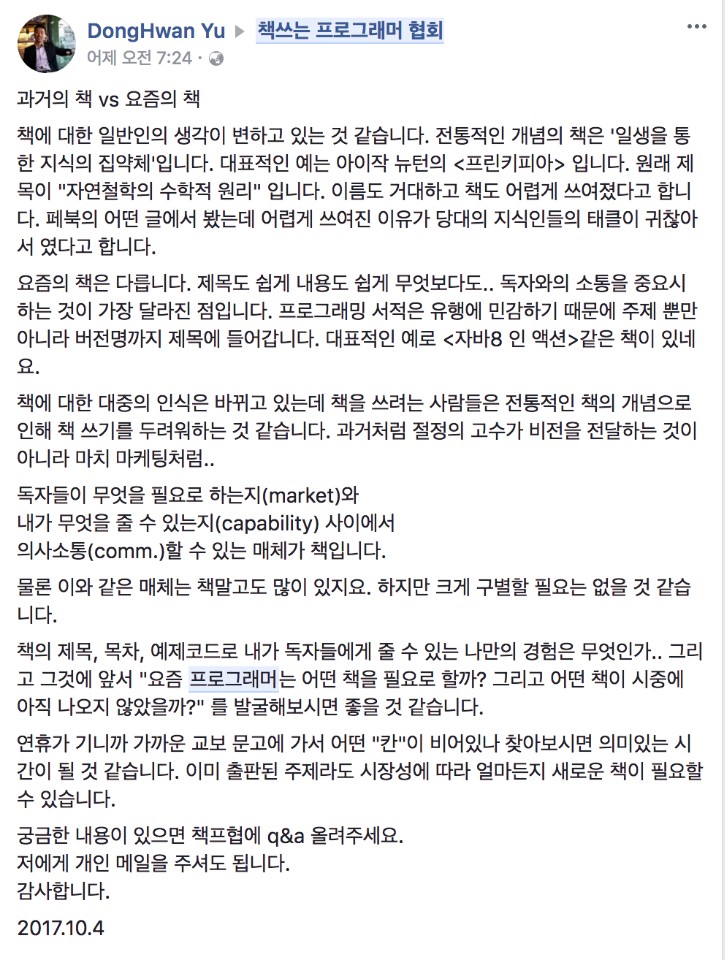 DongHwan Yu ▶ 책쓰는 프로그래머 협회
어제 오전 7:24 ·
과거의 책 vs 요즘의 책
책에 대한 일반인의 생각이 변하고 있는 것 같습니다. 전통적인 개념의 책은 '일생을 통
한 지식의 집약체'입니다. 대표적인 예는 아이작 뉴턴의 <프린키피아> 입니다. 원래 제
목이 "자연철학의 수학적 원리" 입니다. 이름도 거대하고 책도 어렵게 쓰여졌다고 합니
다. 페북의 어떤 글에서 봤는데 어렵게 쓰여진 이유가 당대의 지식인들의 태클이 귀찮아
서 였다고 합니다.
요즘의 책은 다릅니다. 제목도 쉽게 내용도 쉽게 무엇보다도.. 독자와의 소통을 중요시
하는 것이 가장 달라진 점입니다. 프로그래밍 서적은 유행에 민감하기 때문에 주제 뿐만
아니라 버전명까지 제목에 들어갑니다. 대표적인 예로 <자바8 인 액션>같은 책이 있네
요.
책에 대한 대중의 인식은 바뀌고 있는데 책을 쓰려는 사람들은 전통적인 책의 개념으로
인해 책 쓰기를 두려워하는 것 같습니다. 과거처럼 절정의 고수가 비전을 전달하는 것이
아니라 마치 마케팅처럼..
독자들이 무엇을 필요로 하는지(market)와
내가 무엇을 줄 수 있는지(capability) 사이에서
의사소통(comm.)할 수 있는 매체가 책입니다.
물론 이와 같은 매체는 책말고도 많이 있지요. 하지만 크게 구별할 필요는 없을 것 같습
니다.
책의 제목, 목차, 예제코드로 내가 독자들에게 줄 수 있는 나만의 경험은 무엇인가.. 그리
고 그것에 앞서 "요즘 프로그래머는 어떤 책을 필요로 할까? 그리고 어떤 책이 시중에
아직 나오지 않았을까?" 를 발굴해보시면 좋을 것 같습니다.
연휴가 기니까 가까운 교보 문고에 가서 어떤 "칸"이 비어있나 찾아보시면 의미있는 시
간이 될 것 같습니다. 이미 출판된 주제라도 시장성에 따라 얼마든지 새로운 책이 필요할
수 있습니다.
궁금한 내용이 있으면 책프협에 q&a 올려주세요.
저에게 개인 메일을 주셔도 됩니다.
감사합니다.
2017.10.4